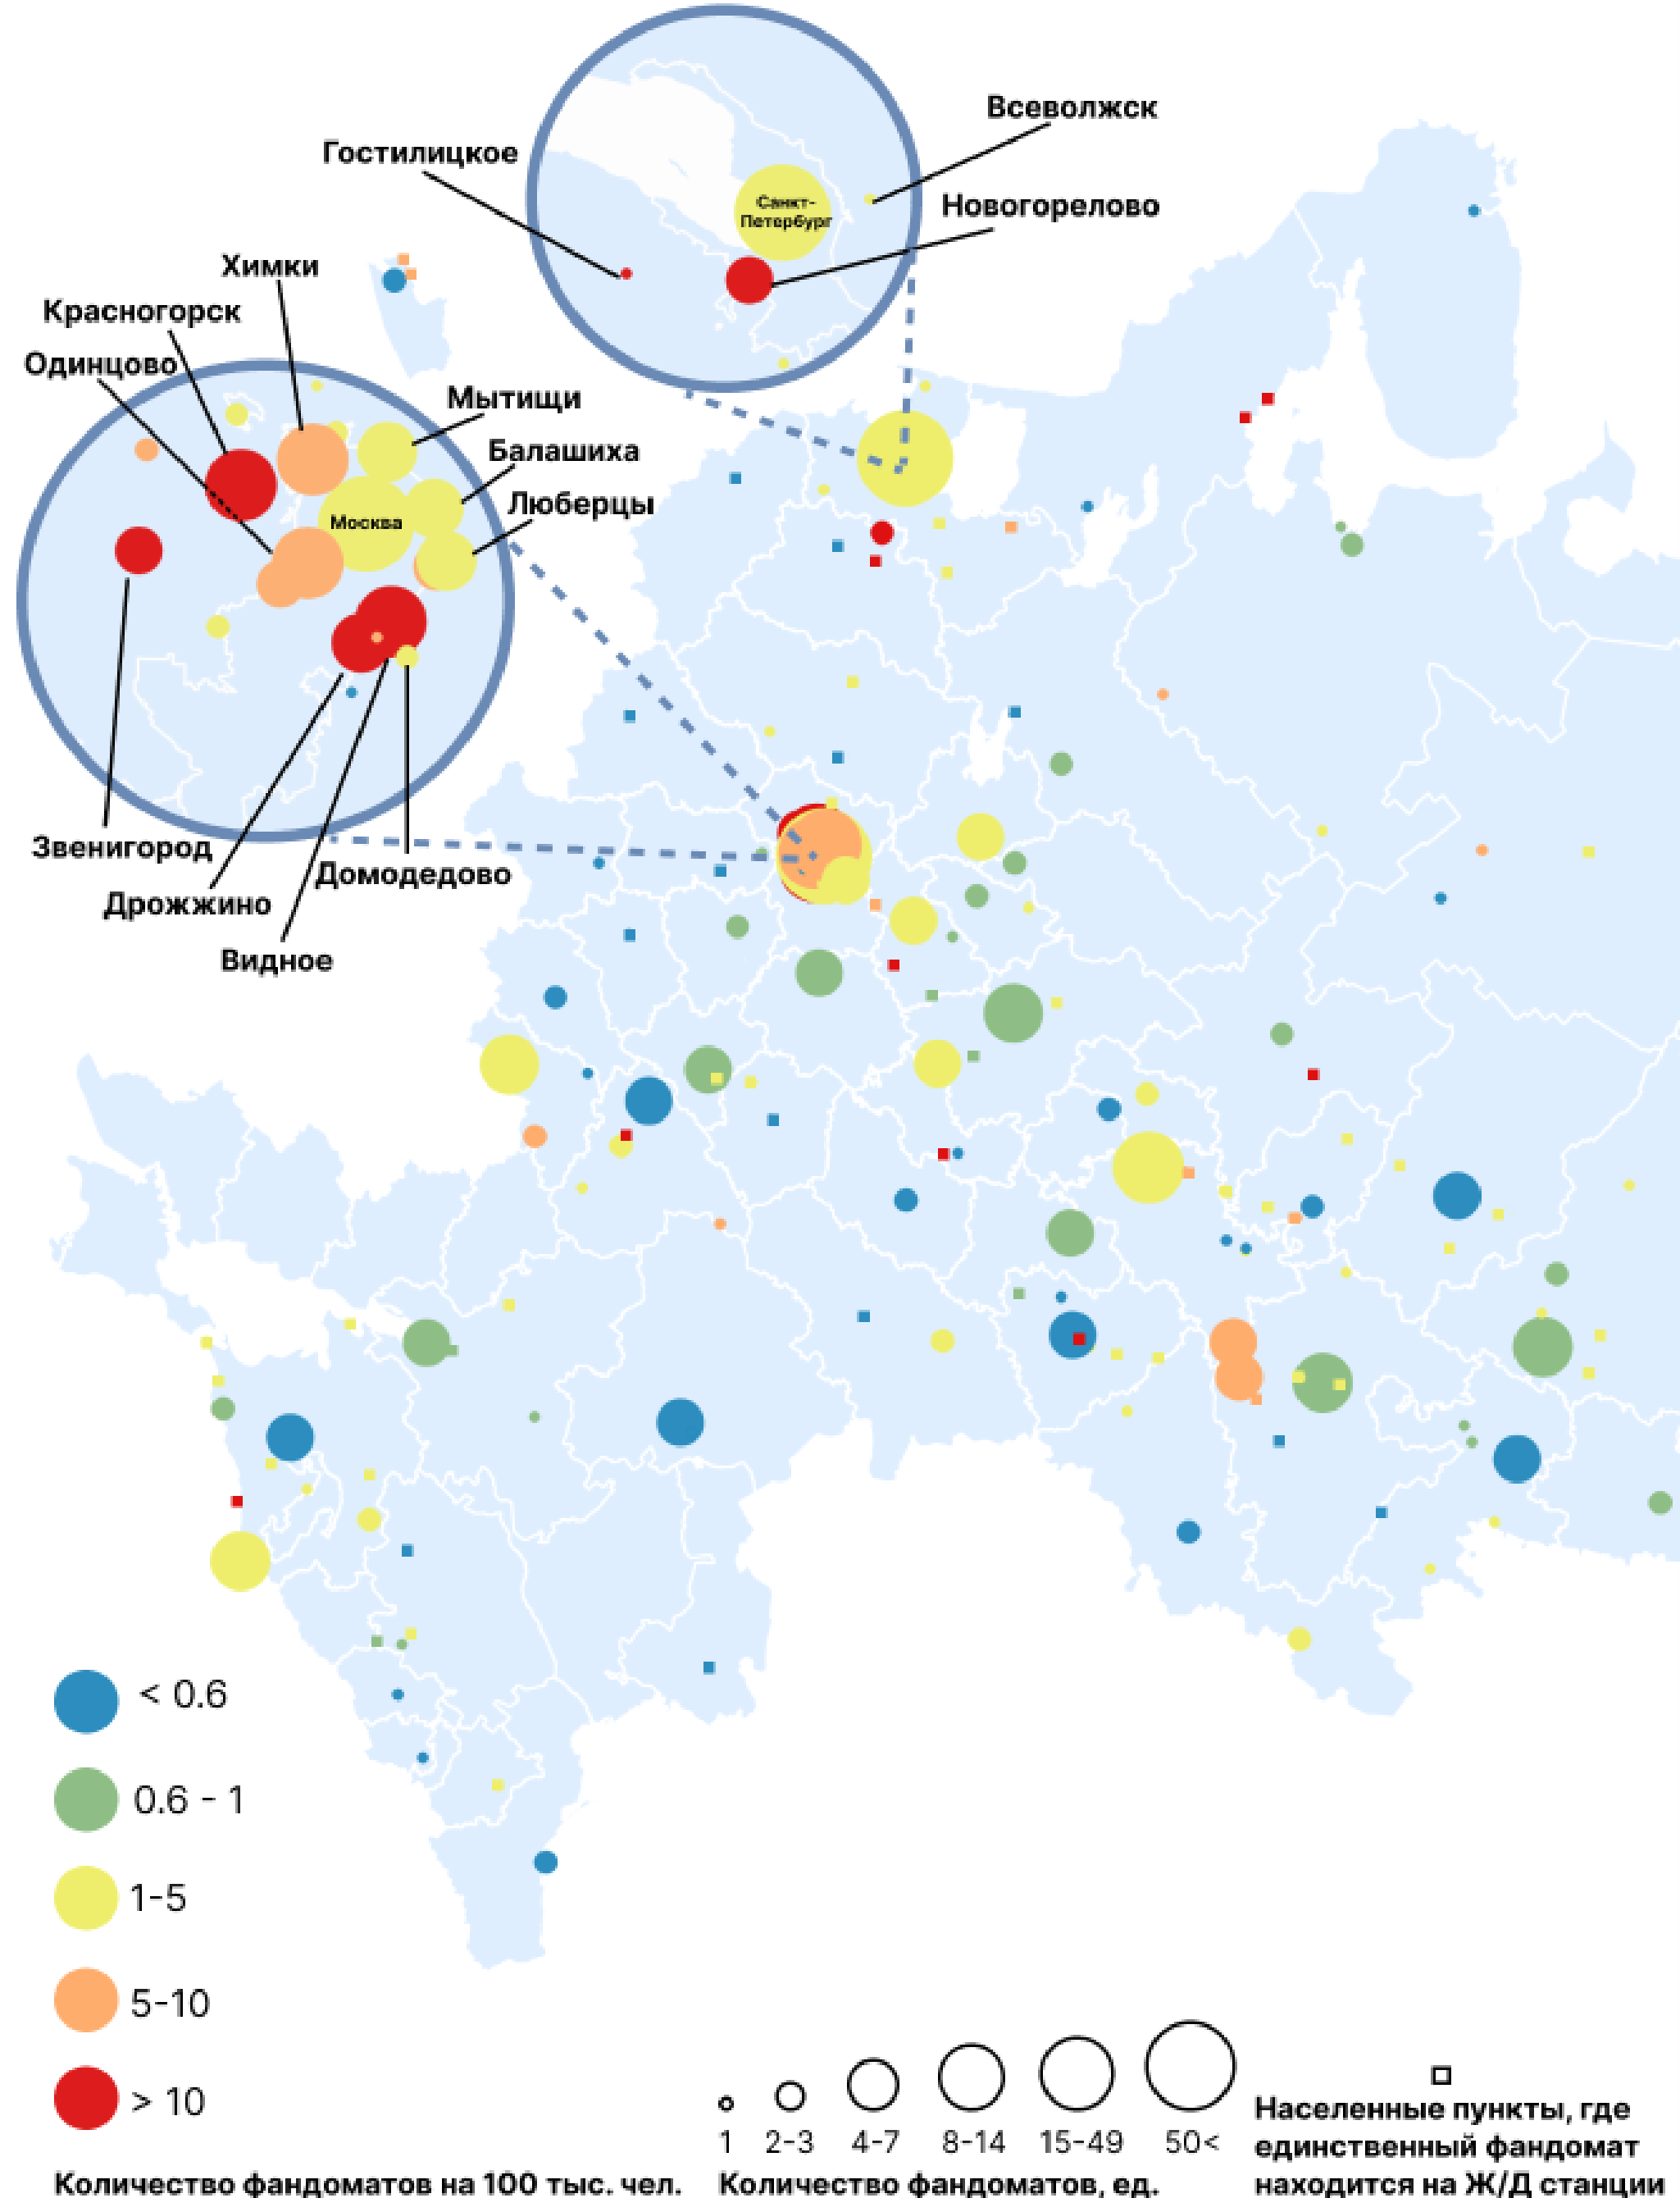 Всеволжск
Гостилицкое
Санкт-
Петербург
Новогорелово
Химки
Красногорск
Одинцово
Мытищи
Балашиха
Люберцы
Москва
Звенигород
Домодедово
Дрожжино
Видное
< 0.6
0.6 - 1
1-5
5-10
> 10
Количество фандоматов на 100 тыс. чел.
1 2-3 4-7 8-14 15-49 50<
Количество фандоматов, ед.
Населенные пункты, где
единственный фандомат
находится на Ж/Д станции